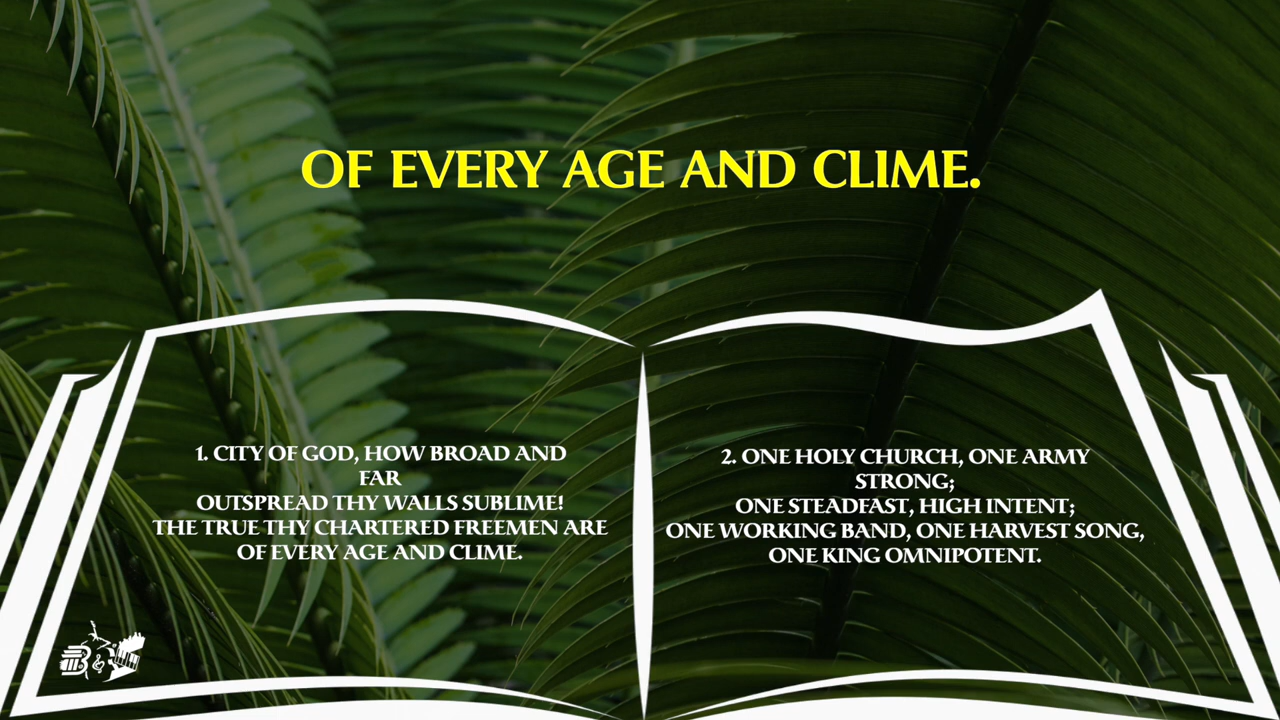 OF EVERY AGE AND CLIME.
1. CITY OF GOD, HOW BROAD AND
FAR
OUTSPREAD THY WALLS SUBLIME!
THE TRUE THY CHARTERED FREEMEN ARE
OF EVERY AGE AND CLIME.
2. ONE HOLY CHURCH, ONE ARMY
STRONG;
ONE STEADFAST, HIGH INTENT;
ONE WORKING BAND, ONE HARVEST SONG,
ONE KING OMNIPOTENT.